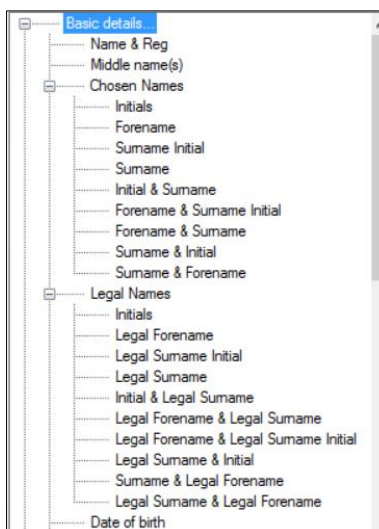 Basic details...
Name & Reg
Middle name(s)
Chosen Names
Initials
Forename
Surname Initial
Surname
Initial & Surname
Forename & Surname Initial
Forename & Surname
Surname & Initial
Surname & Forename
Legal Names
Initials
Legal Forename
Legal Surname Initial
Legal Surname
Initial & Legal Surname
Legal Forename & Legal Surname
Legal Forename & Legal Surname Initial
Legal Surname & Initial
Surname & Legal Forename
Legal Surname & Legal Forename
Date of birth